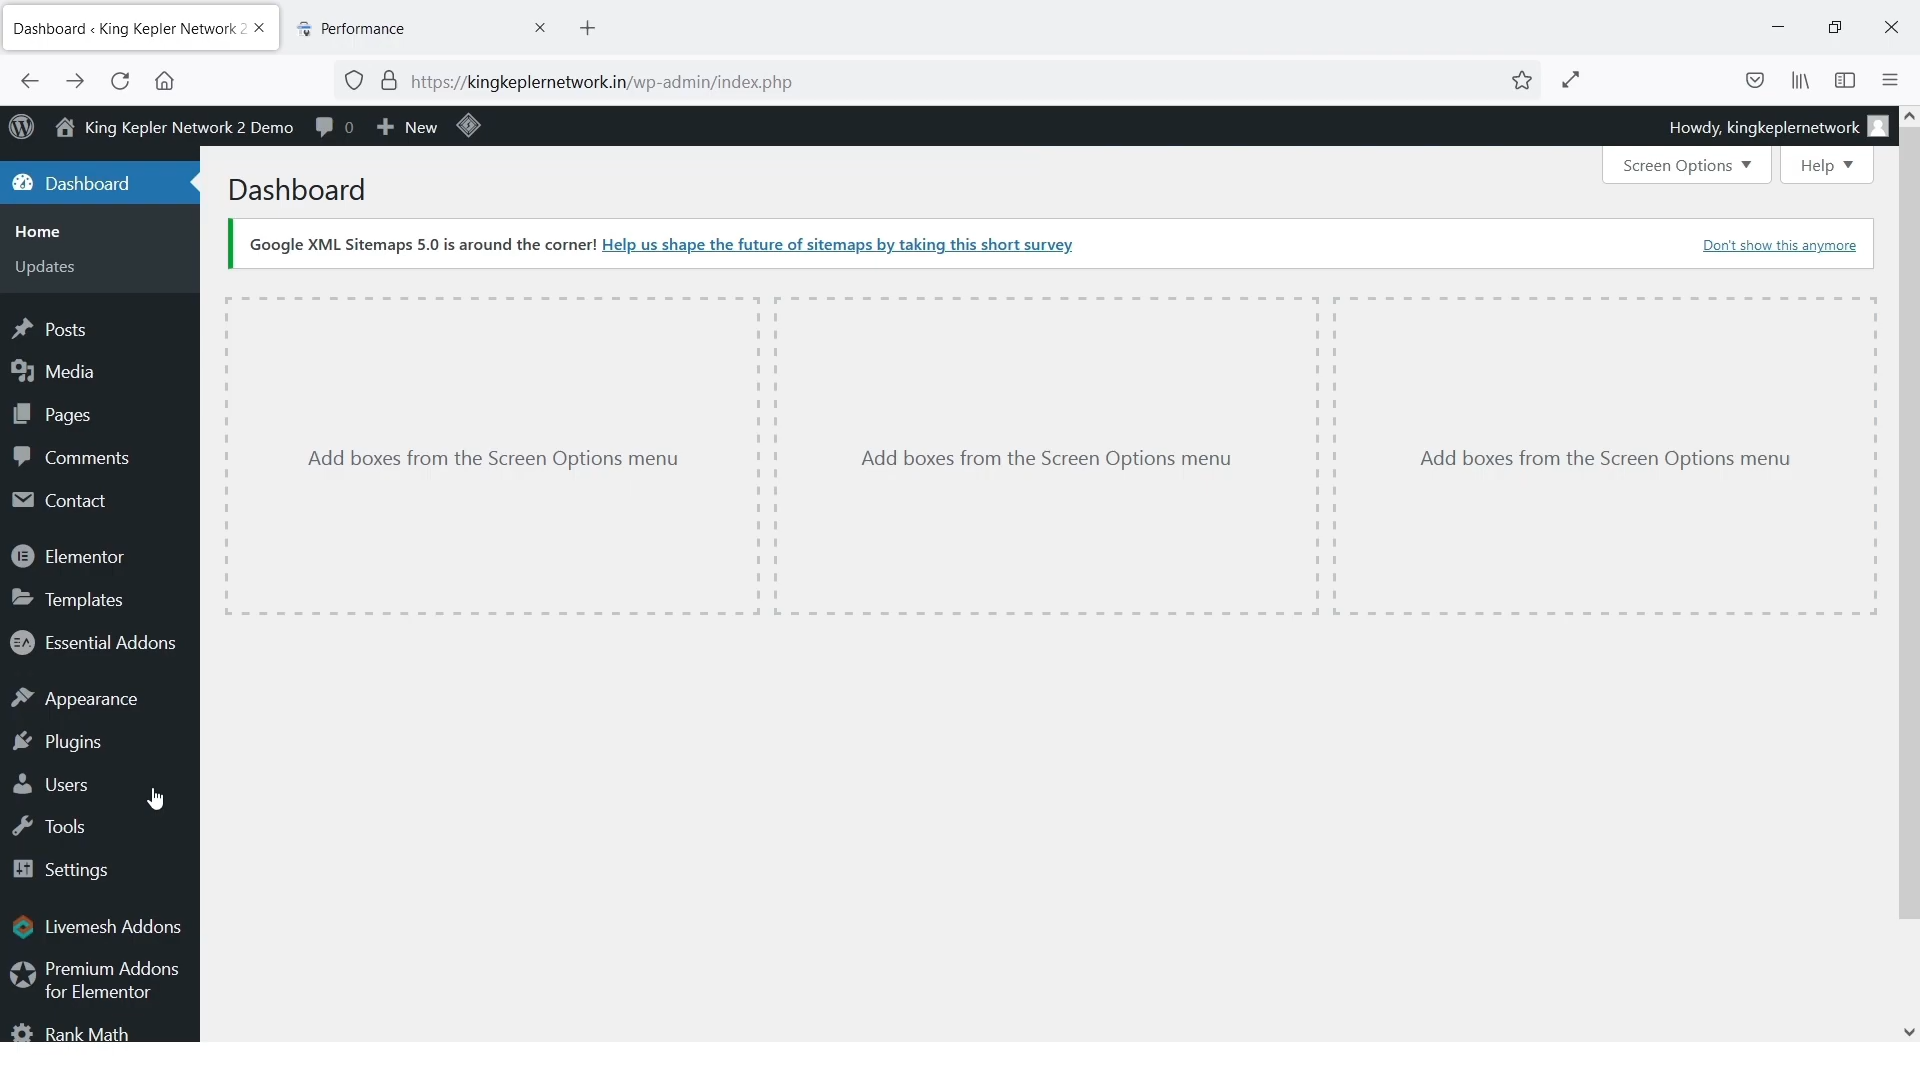 Dashboard ‹ King Kepler Network 2
Performance
https://kingkeplernetwork.in/wp-admin/index.php
King Kepler Network 2 Demo
0
New
Howdy, kingkeplernetwork
Dashboard
Home
Updates
Posts
Media
Pages
Comments
Contact
Elementor
Templates
Essential Addons
Appearance
Plugins
Users
Tools
Settings
Livemesh Addons
Premium Addons
for Elementor
Rank Math
Screen Options
Help
Dashboard
Google XML Sitemaps 5.0 is around the corner! Help us shape the future of sitemaps by taking this short survey
Don't show this anymore
Add boxes from the Screen Options menu
Add boxes from the Screen Options menu
Add boxes from the Screen Options menu